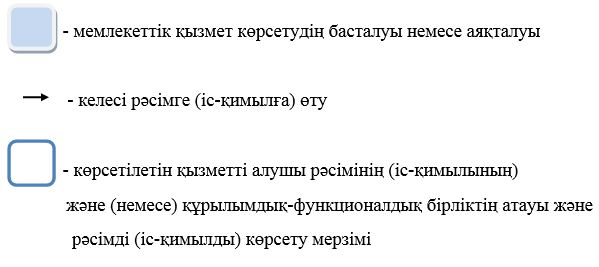 - мемлекеттік қызмет көрсетудің басталуы немесе аяқталуы
- келесі рәсімге (іс-қимылға) өту
- көрсетілетін қызметті алушы рәсімінің (іс-қимылының)
және (немесе) құрылымдық-функционалдық бірліктің атауы және
рәсімді (іс-қимылды) көрсету мерзімі